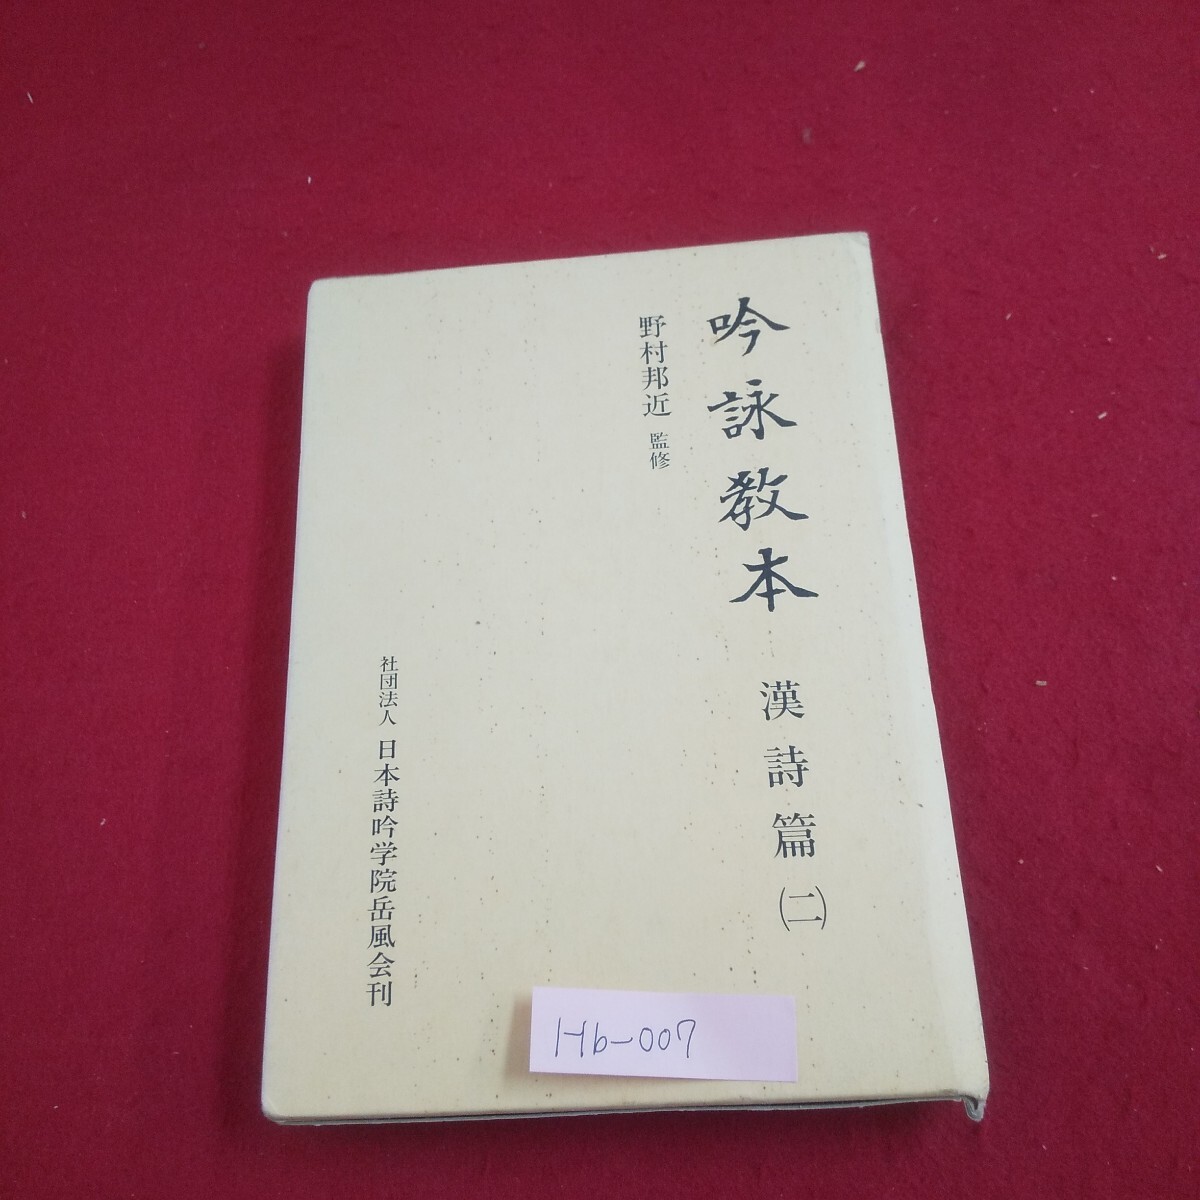 吟詠教本 漢詩篇 (二)
野村邦近 監修
社団法人 日本詩吟学院岳風会刊
Hb-007